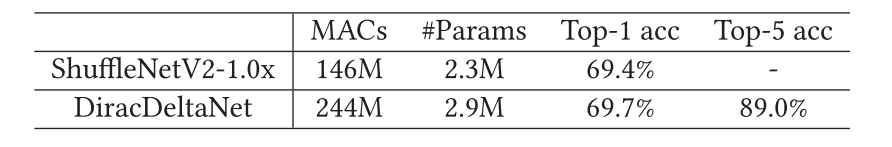 MACs #Params Top-1 acc Top-5 acc
ShuffleNetV2-1.0x 146M 2.3M 69.4% -
DiracDeltaNet 244M 2.9M 69.7% 89.0%